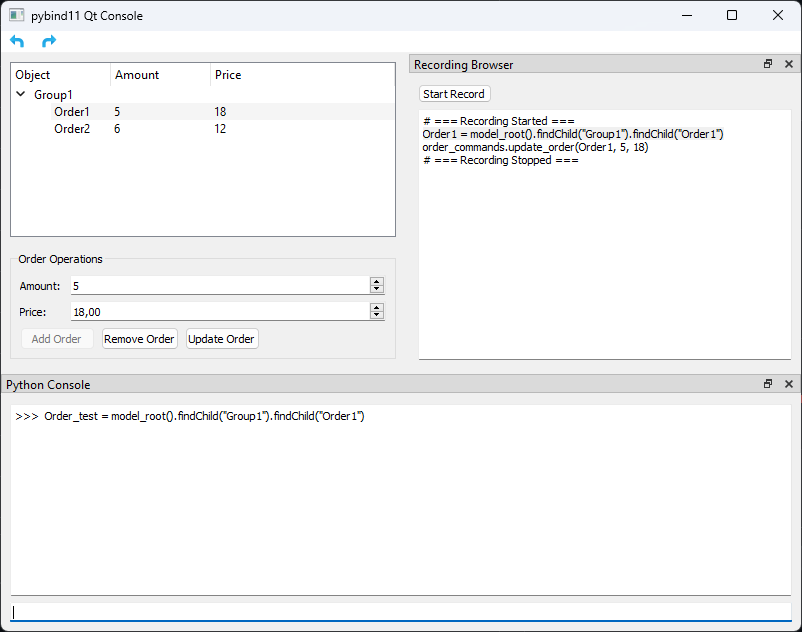 pybind11 Qt Console
Object Amount Price
Group1
Order1 5 18
Order2 6 12
Order Operations
Amount: 5
Price: 18,00
Add Order Remove Order Update Order
Recording Browser
Start Record
# === Recording Started ===
Order1 = model_root().findChild("Group1").findChild("Order1")
order_commands.update_order(Order1, 5, 18)
# === Recording Stopped ===
Python Console
>>> Order_test = model_root().findChild("Group1").findChild("Order1")